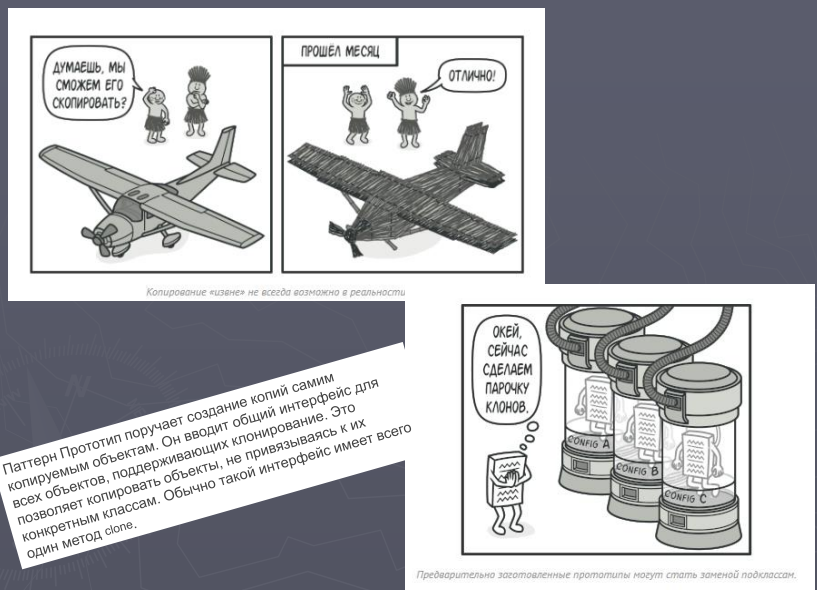 ДУМАЕШЬ, МЫ
СМОЖЕМ ЕГО
СКОПИРОВАТЬ?
ПРОШЁЛ МЕСЯЦ
ОТЛИЧНО!
Копирование «извне» не всегда возможно в реальности
Паттерн Прототип поручает создание копий самим
копируемым объектам. Он вводит общий интерфейс для
всех объектов, поддерживающих клонирование. Это
позволяет копировать объекты, не привязываясь к их
конкретным классам. Обычно такой интерфейс имеет всего
один метод clone.
ОКЕЙ,
СЕЙЧАС
СДЕЛАЕМ
ПАРОЧКУ
КЛОНОВ.
CONFIG A
CONFIG B
CONFIG C
Предварительно заготовленные прототипы могут стать заменой подклассам.